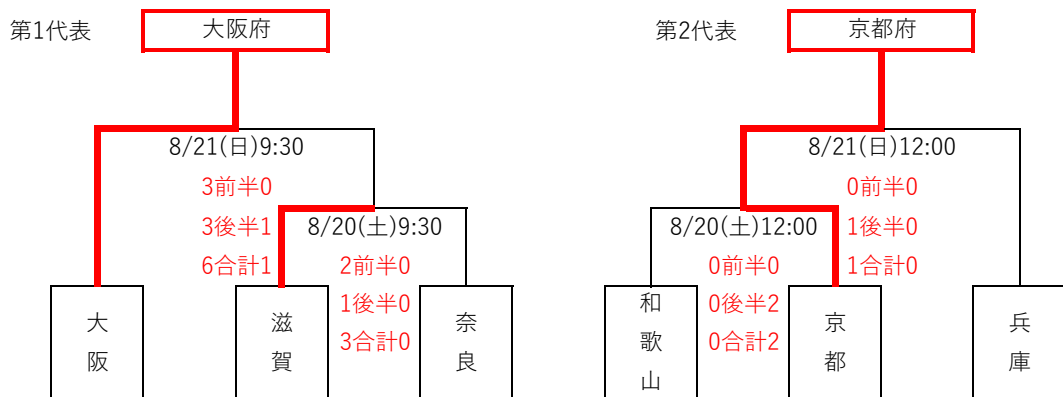 第1代表
大阪府
8/21(日)9:30
3前半0
3後半1
6合計1
8/20(土)9:30
2前半0
1後半0
3合計0
大阪
滋賀
奈良
第2代表
京都府
8/21(日)12:00
0前半0
1後半0
1合計0
8/20(土)12:00
0前半0
0後半2
0合計2
和歌山
京都
兵庫